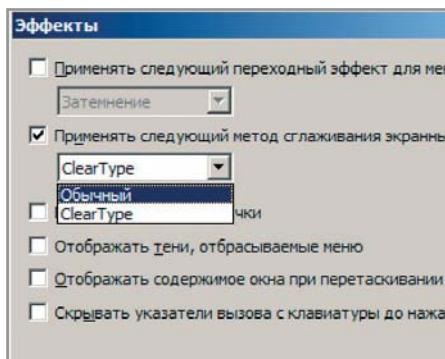 Эффекты
Применять следующий переходный эффект для ме
Затемнение
Применять следующий метод сглаживания экранны
ClearType
Обычный
ClearType
чки
Отображать тени, отбрасываемые меню
Отображать содержимое окна при перетаскивании
Скрывать указатели вызова с клавиатуры до нажа